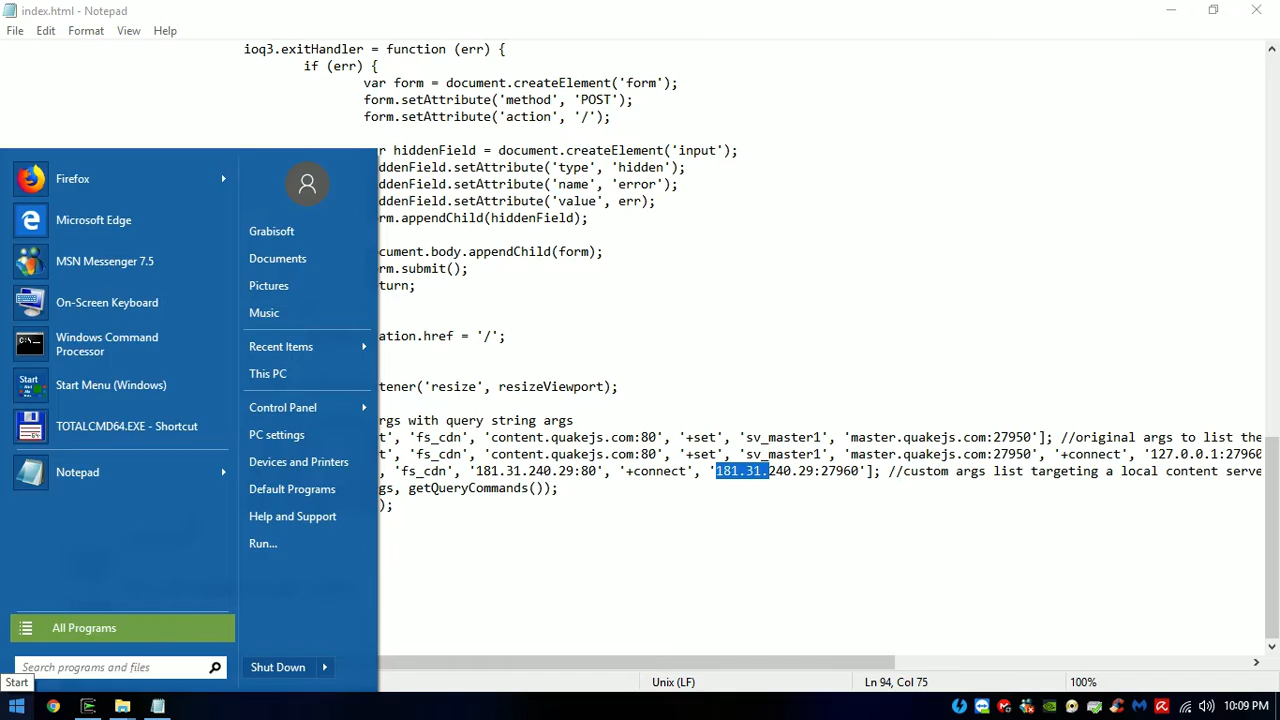 index.html - Notepad
File Edit Format View Help
ioq3.exitHandler = function (err) {
if (err) {
var form = document.createElement('form');
form.setAttribute('method', 'POST');
form.setAttribute('action', '/');
r hiddenField = document.createElement('input');
ddenField.setAttribute('type', 'hidden');
ddenField.setAttribute('name', 'error');
ddenField.setAttribute('value', err);
rm.appendChild(hiddenField);
cument.body.appendChild(form);
rm.submit();
turn;
ation.href = '/';
tener('resize', resizeViewport);
rgs with query string args
t', 'fs_cdn', 'content.quakejs.com:80', '+set', 'sv_master1', 'master.quakejs.com:27950']; //original args to list the
t', 'fs_cdn', 'content.quakejs.com:80', '+set', 'sv_master1', 'master.quakejs.com:27950', '+connect', '127.0.0.1:27960
, 'fs_cdn', '181.31.240.29:80', '+connect', '181.31.240.29:27960']; //custom args list targeting a local content serve
gs, getQueryCommands());
);
Firefox
Microsoft Edge
MSN Messenger 7.5
On-Screen Keyboard
Windows Command
Processor
Start
Start Menu (Windows)
TOTALCMD64.EXE - Shortcut
Notepad
All Programs
Search programs and files
Grabisoft
Documents
Pictures
Music
Recent Items
This PC
Control Panel
PC settings
Devices and Printers
Default Programs
Help and Support
Run...
Shut Down
Start
Unix (LF)
Ln 94, Col 75
100%
10:09 PM